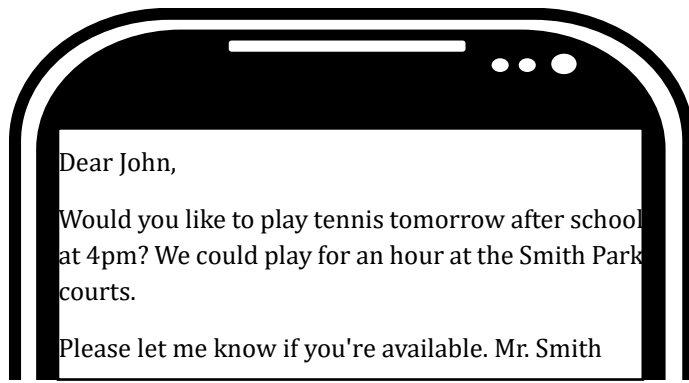 Dear John,
Would you like to play tennis tomorrow after school
at 4pm? We could play for an hour at the Smith Park
courts.
Please let me know if you're available. Mr. Smith